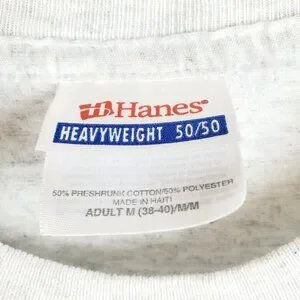 Hanes
HEAVYWEIGHT 50/50
50% PRESHRUNK COTTON/50% POLYESTER
MADE IN HAITI
ADULT M (38-40)/M/M